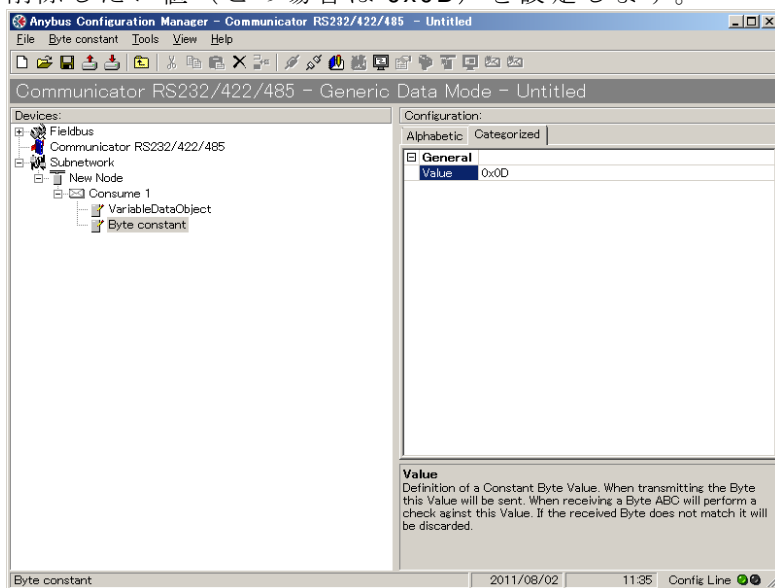 削除したい値（この場合は 0x0D）を設定します。
Anybus Configuration Manager - Communicator RS232/422/485 - Untitled
File Byte constant Tools View Help
Communicator RS232/422/485 - Generic Data Mode - Untitled
Devices:
Fieldbus
Communicator RS232/422/485
Subnetwork
New Node
Consume 1
VariableDataObject
Byte constant
Configuration:
Alphabetic Categorized
General
Value 0x0D
Value
Definition of a Constant Byte Value. When transmitting the Byte
this Value will be sent. When receiving a Byte ABC will perform a
check aginst this Value. If the received Byte does not match it will
be discarded.
Byte constant 2011/08/02 11:35 Config Line